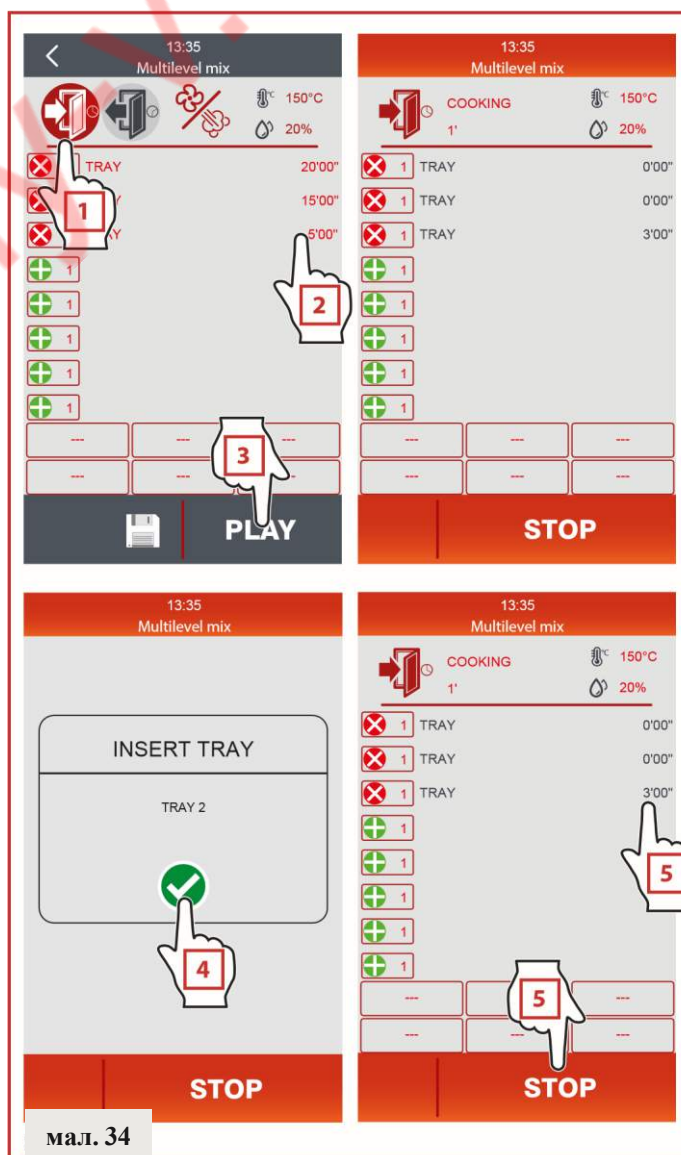 13:35
Multilevel mix
150°C
20%
TRAY 20'00"
15'00"
5'00"
1
1
1
1
1
--- --- ---
--- ---
PLAY
1
2
3
13:35
Multilevel mix
COOKING 150°C
1' 20%
1 TRAY 0'00"
1 TRAY 0'00"
1 TRAY 3'00"
1
1
1
1
1
--- --- ---
--- --- ---
STOP
13:35
Multilevel mix
INSERT TRAY
TRAY 2
4
STOP
13:35
Multilevel mix
COOKING 150°C
1' 20%
1 TRAY 0'00"
1 TRAY 0'00"
1 TRAY 3'00"
5
1
1
1
1
1
--- ---
--- --- ---
5
STOP
мал. 34